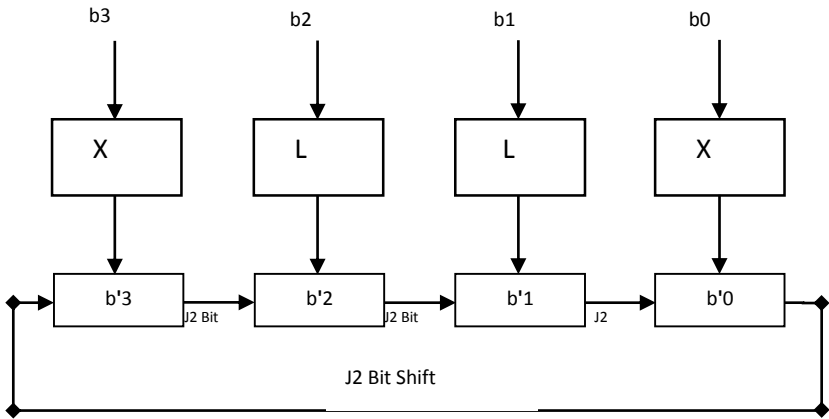 b3 b2 b1 b0
X L L X
b'3 b'2 b'1 b'0
J2 Bit J2 Bit J2
J2 Bit Shift